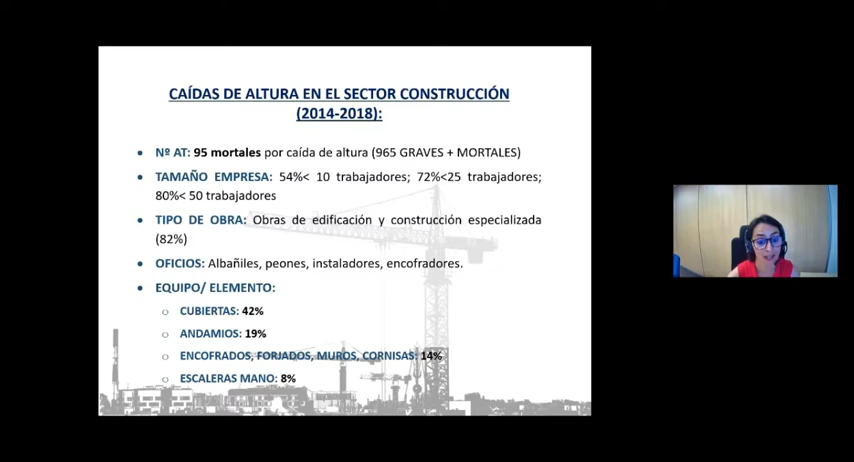 CAÍDAS DE ALTURA EN EL SECTOR CONSTRUCCIÓN
(2014-2018):
• Nº AT: 95 mortales por caída de altura (965 GRAVES + MORTALES)
• TAMAÑO EMPRESA: 54%< 10 trabajadores; 72%<25 trabajadores;
80%< 50 trabajadores
• TIPO DE OBRA: Obras de edificación y construcción especializada
(82%)
• OFICIOS: Albañiles, peones, instaladores, encofradores.
• EQUIPO/ ELEMENTO:
○ CUBIERTAS: 42%
○ ANDAMIOS: 19%
○ ENCOFRADOS, FORJADOS, MUROS, CORNISAS: 14%
○ ESCALERAS MANO: 8%